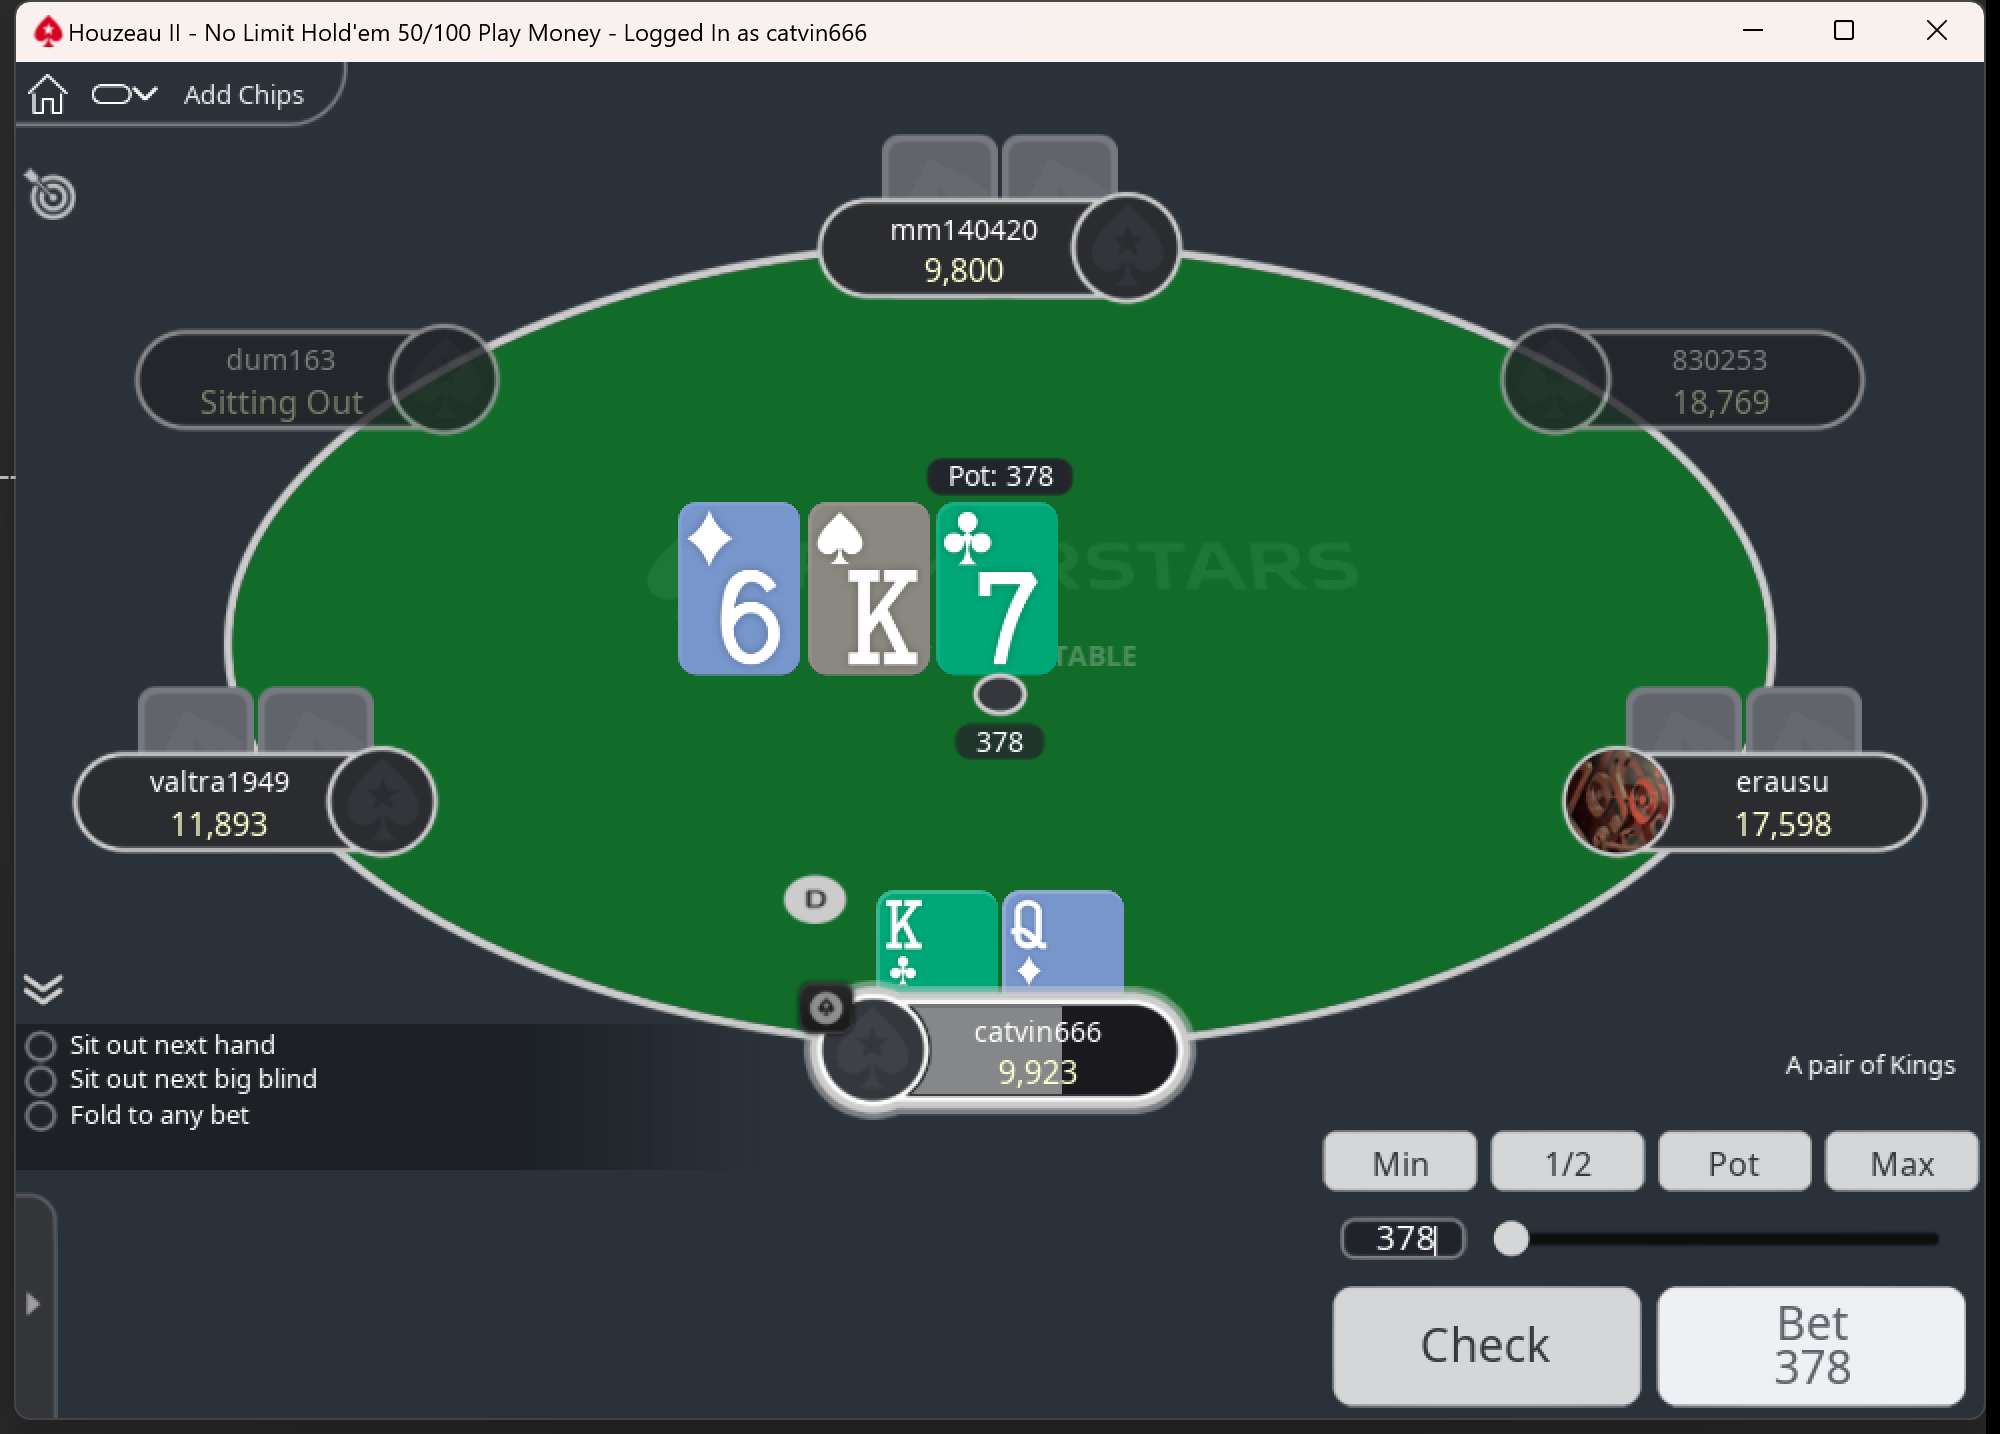 Houzeau II - No Limit Hold'em 50/100 Play Money - Logged In as catvin666
Add Chips
mm140420
9,800
dum163
Sitting Out
830253
18,769
Pot: 378
6
K
7
RSTARS
TABLE
378
valtra1949
11,893
erausu
17,598
D
K
Q
catvin666
9,923
Sit out next hand
Sit out next big blind
Fold to any bet
A pair of Kings
Min
1/2
Pot
Max
378
Check
Bet
378